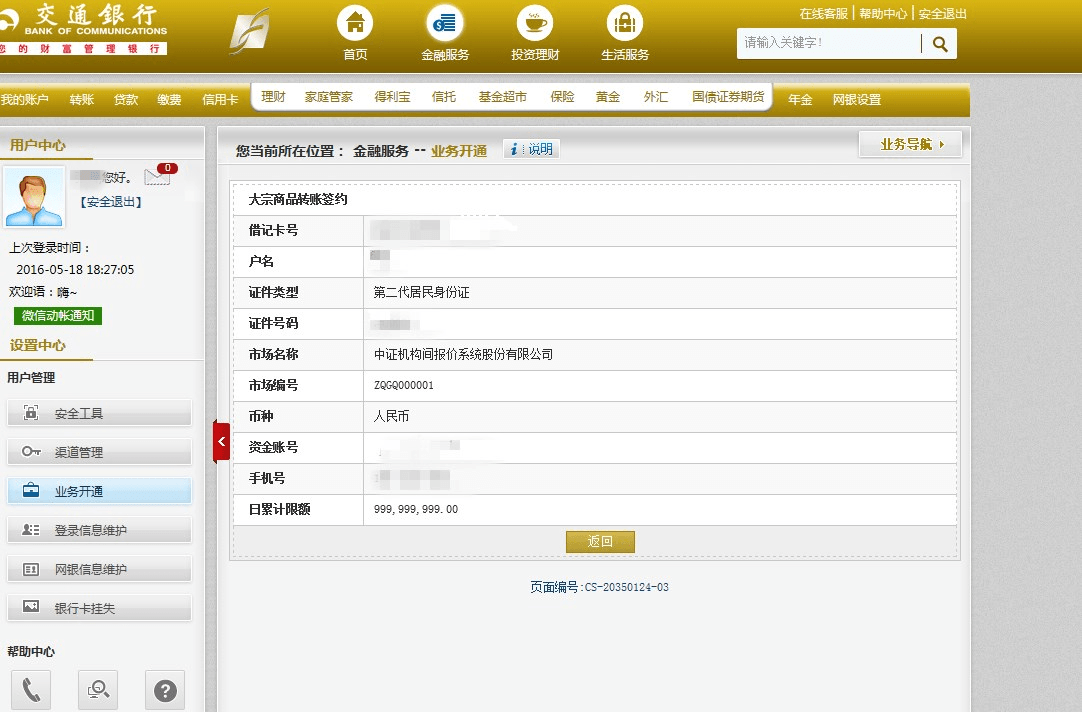 交通銀行
BANK OF COMMUNICATIONS
您的财富管理银行
首页
金融服务
投资理财
生活服务
在线客服 | 帮助中心 | 安全退出
请输入关键字!
我的账户 转账 贷款 缴费 信用卡 理财 家庭管家 得利宝 信托 基金超市 保险 黄金 外汇 国债证券期货 年金 网银设置
用户中心
您好。
0
【安全退出】
上次登录时间：
2016-05-18 18:27:05
欢迎语：嗨~
微信动帐通知
设置中心
用户管理
安全工具
渠道管理
业务开通
登录信息维护
网银信息维护
银行卡挂失
帮助中心
您当前所在位置： 金融服务 -- 业务开通
说明
业务导航
大宗商品转账签约
借记卡号
户名
证件类型 第二代居民身份证
证件号码
市场名称 中证机构间报价系统股份有限公司
市场编号 ZQGQ000001
币种 人民币
资金账号
手机号
日累计限额 999,999,999.00
返回
页面编号:CS-20350124-03